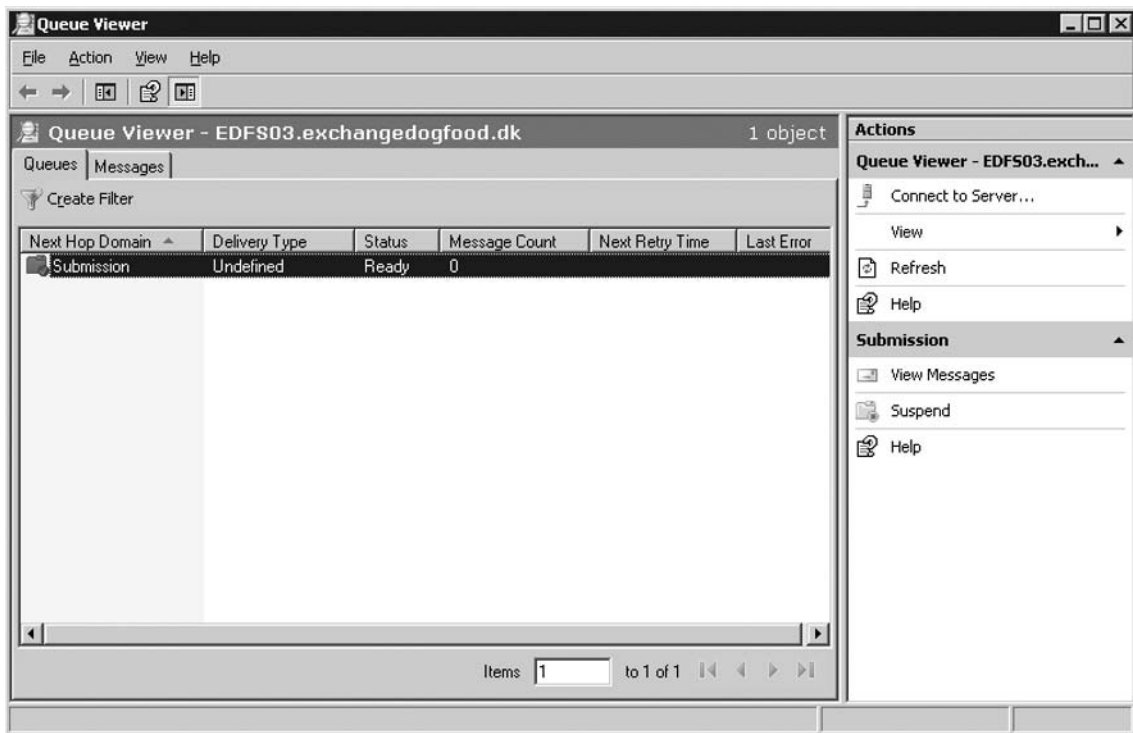 Queue Viewer
File Action View Help
Queue Viewer - EDFS03.exchangedogfood.dk 1 object
Queues Messages
Create Filter
Next Hop Domain Delivery Type Status Message Count Next Retry Time Last Error
Submission Undefined Ready 0
Items 1 to 1 of 1
Actions
Queue Viewer - EDFS03.exch...
Connect to Server...
View
Refresh
Help
Submission
View Messages
Suspend
Help